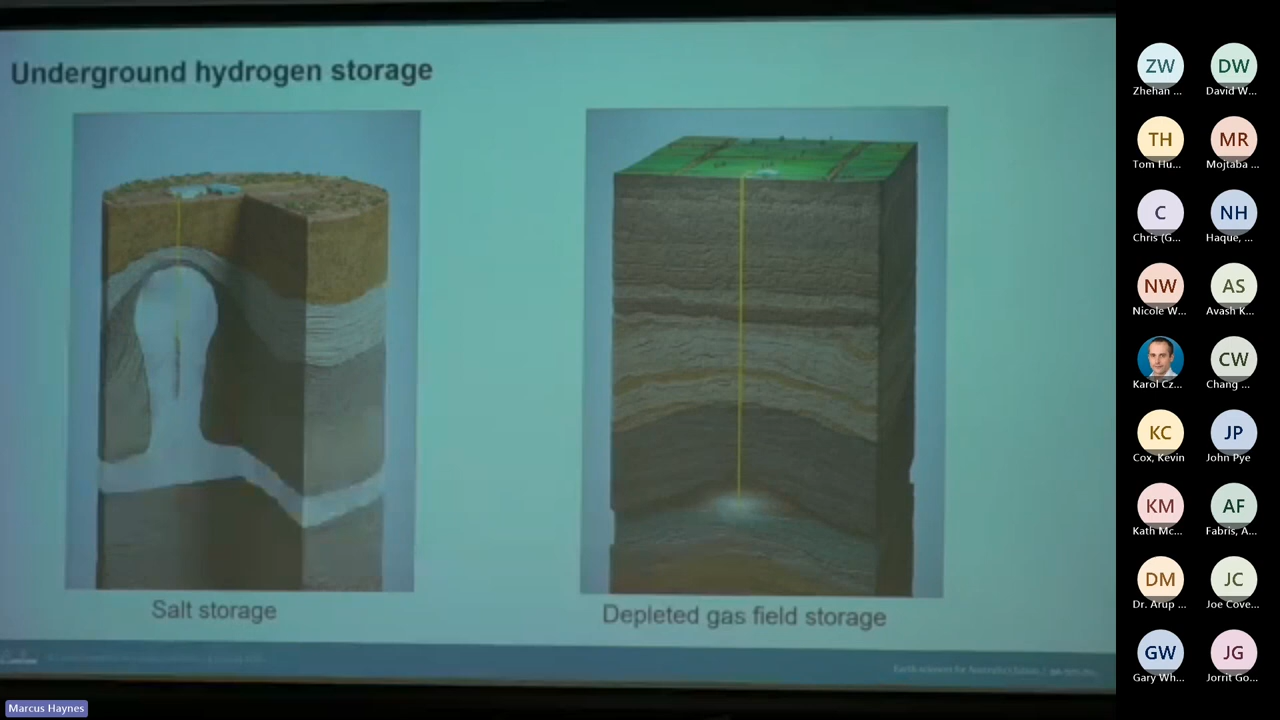 Underground hydrogen storage
Salt storage
Depleted gas field storage
Marcus Haynes
ZW
Zhehan ...
DW
David W...
TH
Tom Hu...
MR
Mojtaba ...
C
Chris (G...
NH
Haque, ...
NW
Nicole W...
AS
Avash K...
Karol Cz...
CW
Chang ...
KC
Cox, Kevin
JP
John Pye
KM
Kath Mc...
AF
Fabris, A...
DM
Dr. Arup ...
JC
Joe Cove...
GW
Gary Wh...
JG
Jorrit Go...